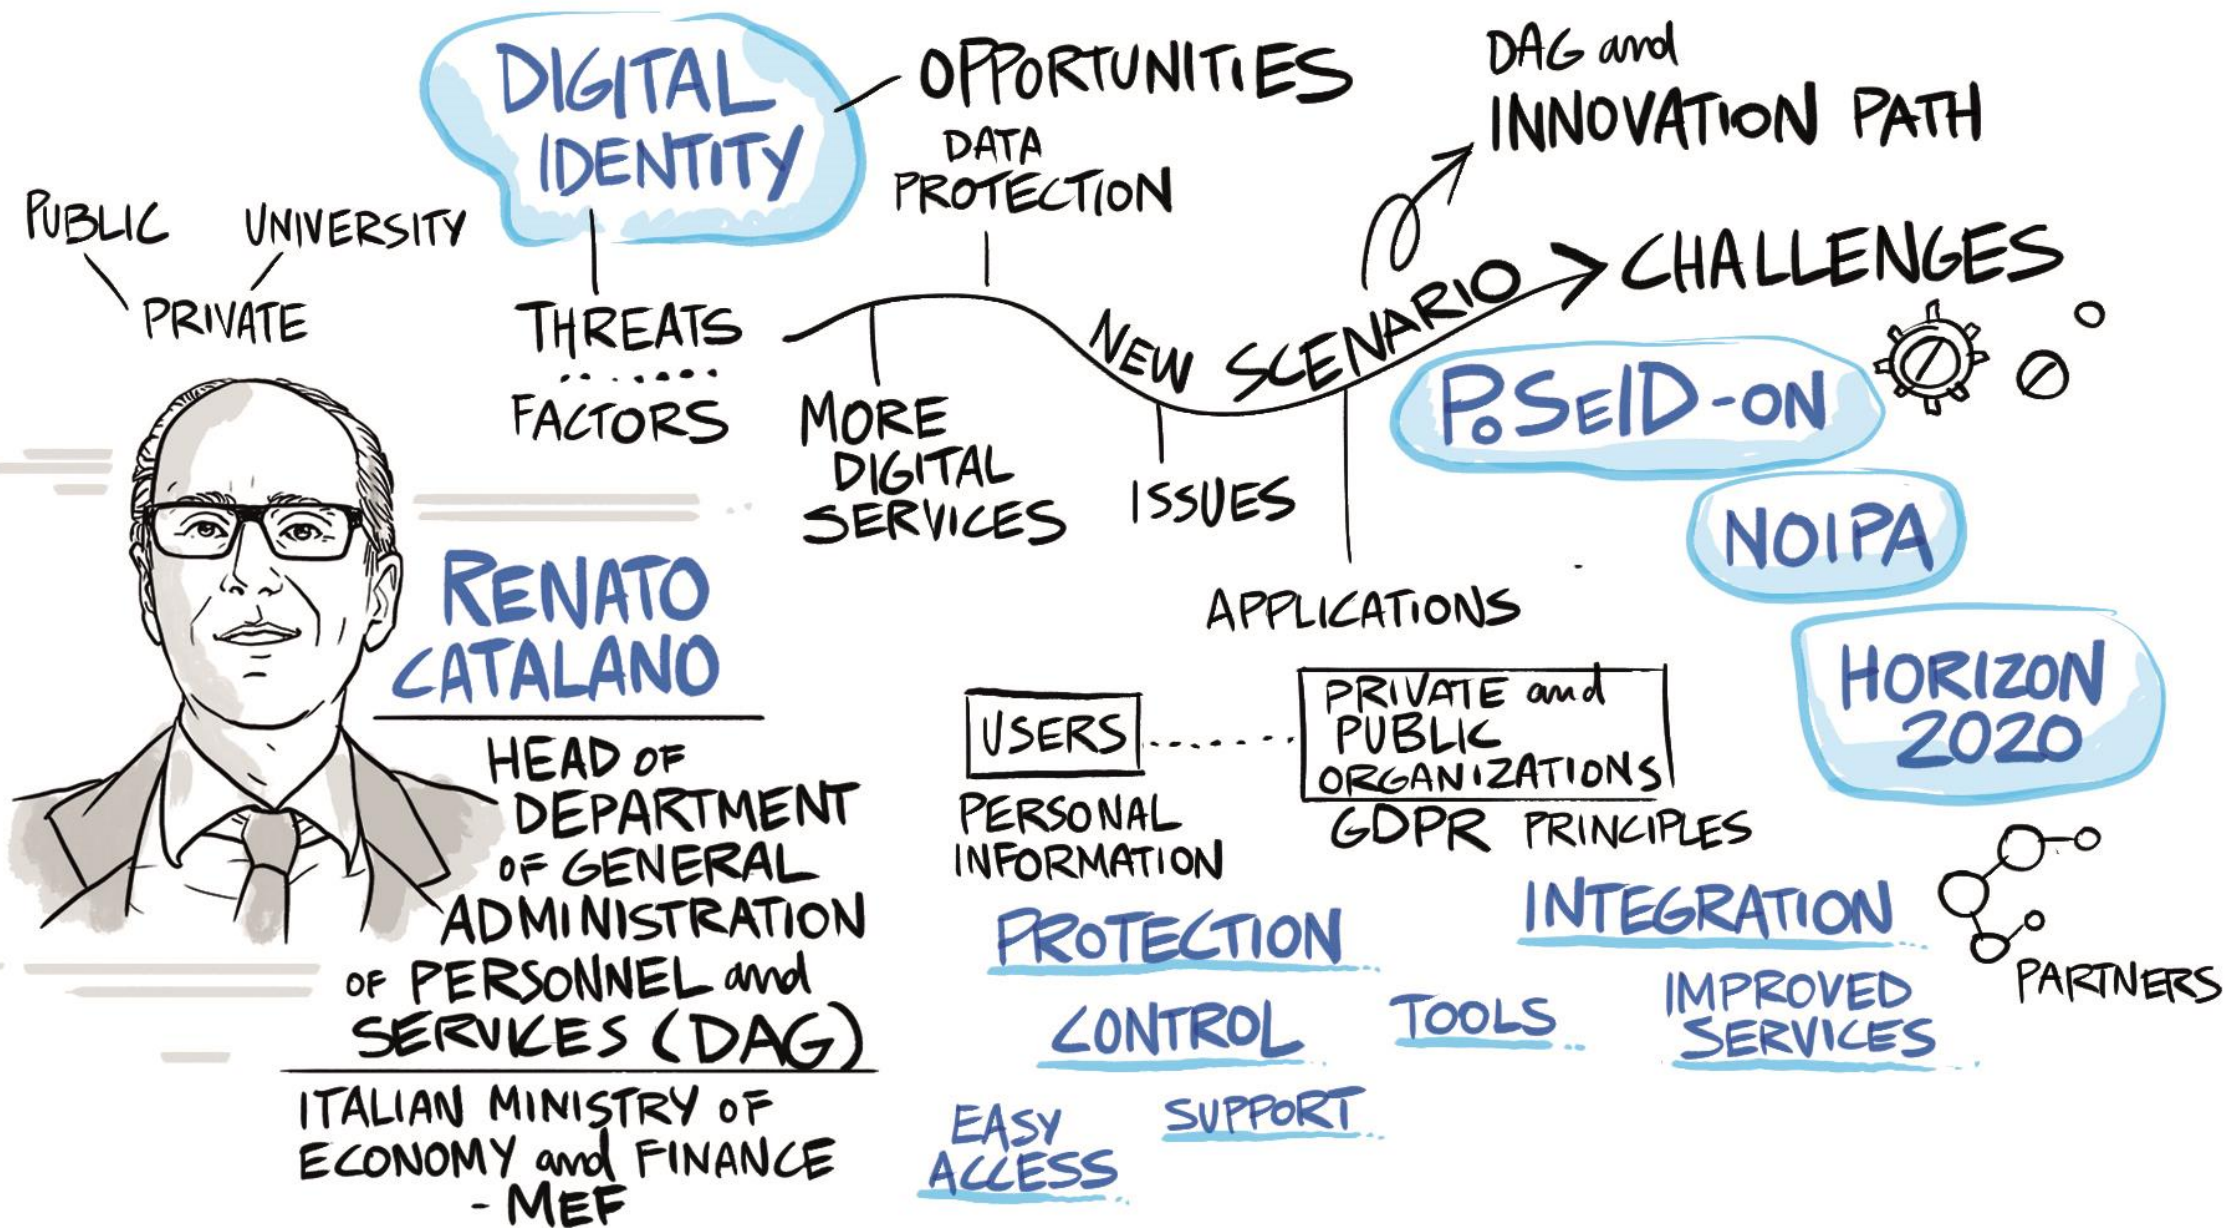 DIGITAL
IDENTITY
OPPORTUNITIES
DATA
PROTECTION
DAG and
INNOVATION PATH
PUBLIC
UNIVERSITY
PRIVATE
THREATS
FACTORS
NEW SCENARIO
CHALLENGES
MORE
DIGITAL
SERVICES
ISSUES
APPLICATIONS
PoSeID-ON
NOIPA
HORIZON
2020
RENATO
CATALANO
HEAD OF
DEPARTMENT
OF GENERAL
ADMINISTRATION
OF PERSONNEL and
SERVICES (DAG)
ITALIAN MINISTRY OF
ECONOMY and FINANCE
- MEF
USERS
PERSONAL
INFORMATION
PRIVATE and
PUBLIC
ORGANIZATIONS
GDPR PRINCIPLES
PROTECTION
INTEGRATION
CONTROL
TOOLS
IMPROVED
SERVICES
PARTNERS
EASY
ACCESS
SUPPORT